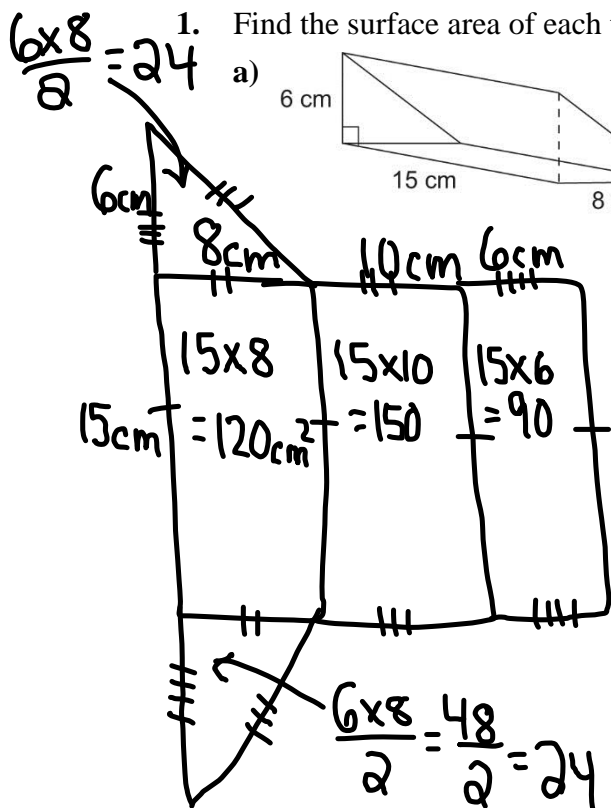 1. Find the surface area of each
a)
6 cm
15 cm
8
6x8/2 = 24
6cm
8cm
10cm
6cm
15cm
15x8
= 120cm²
15x10
= 150
15x6
= 90
6x8/2 = 48/2 = 24